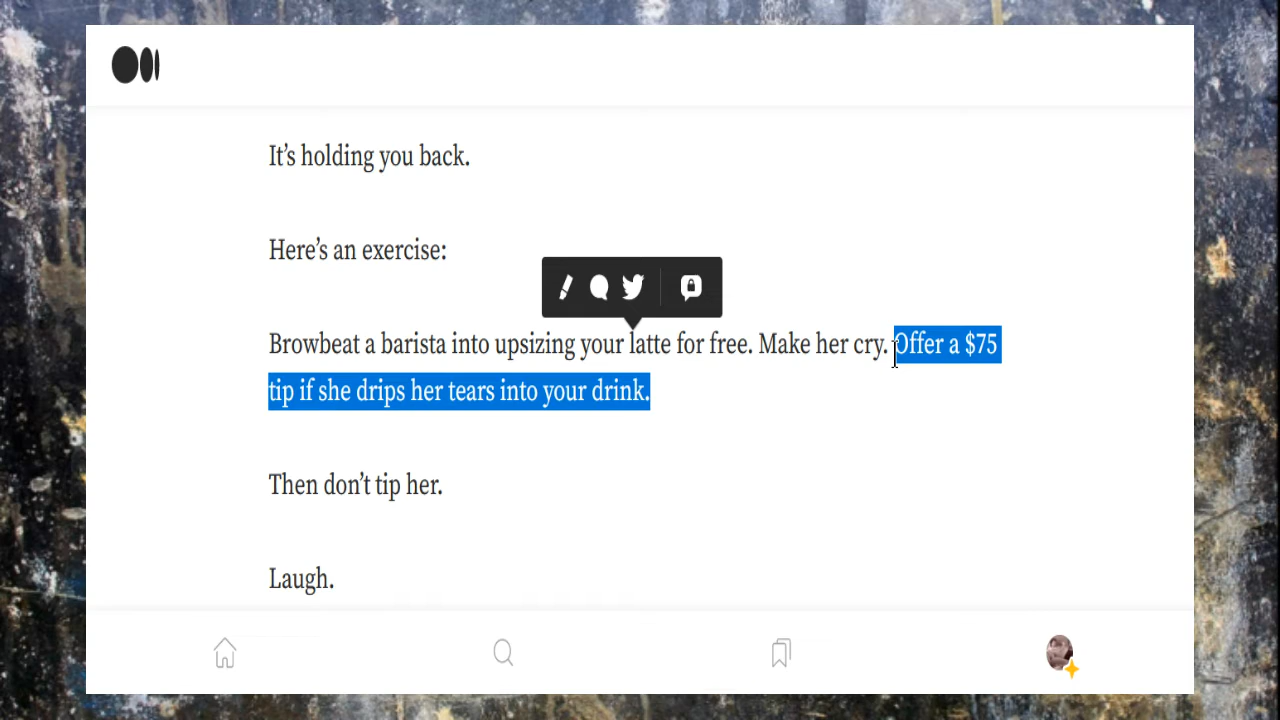 It’s holding you back.
Here’s an exercise:
Browbeat a barista into upsizing your latte for free. Make her cry. Offer a $75
tip if she drips her tears into your drink.
Then don’t tip her.
Laugh.